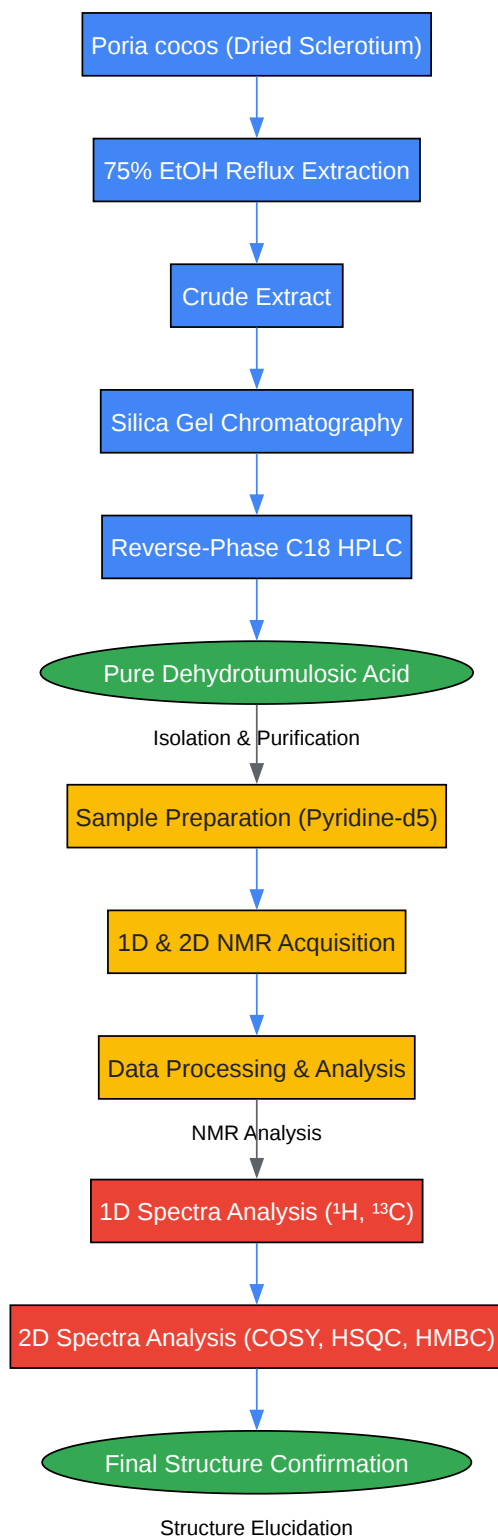 Poria cocos (Dried Sclerotium)
75% EtOH Reflux Extraction
Crude Extract
Silica Gel Chromatography
Reverse-Phase C18 HPLC
Pure Dehydrotumulosic Acid
Isolation & Purification
Sample Preparation (Pyridine-d5)
1D & 2D NMR Acquisition
Data Processing & Analysis
NMR Analysis
1D Spectra Analysis (¹H, ¹³C)
2D Spectra Analysis (COSY, HSQC, HMBC)
Final Structure Confirmation
Structure Elucidation